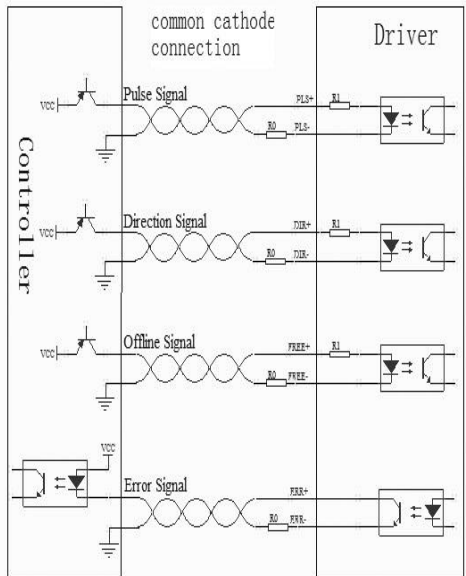 common cathode
connection
Driver
Controller
Pulse Signal
VCC
PLS+
R1
R0
PLS-
Direction Signal
VCC
DIR+
R1
R0
DIR-
Offline Signal
VCC
FREE+
R1
R0
FREE-
VCC
Error Signal
ERR+
R0
ERR-